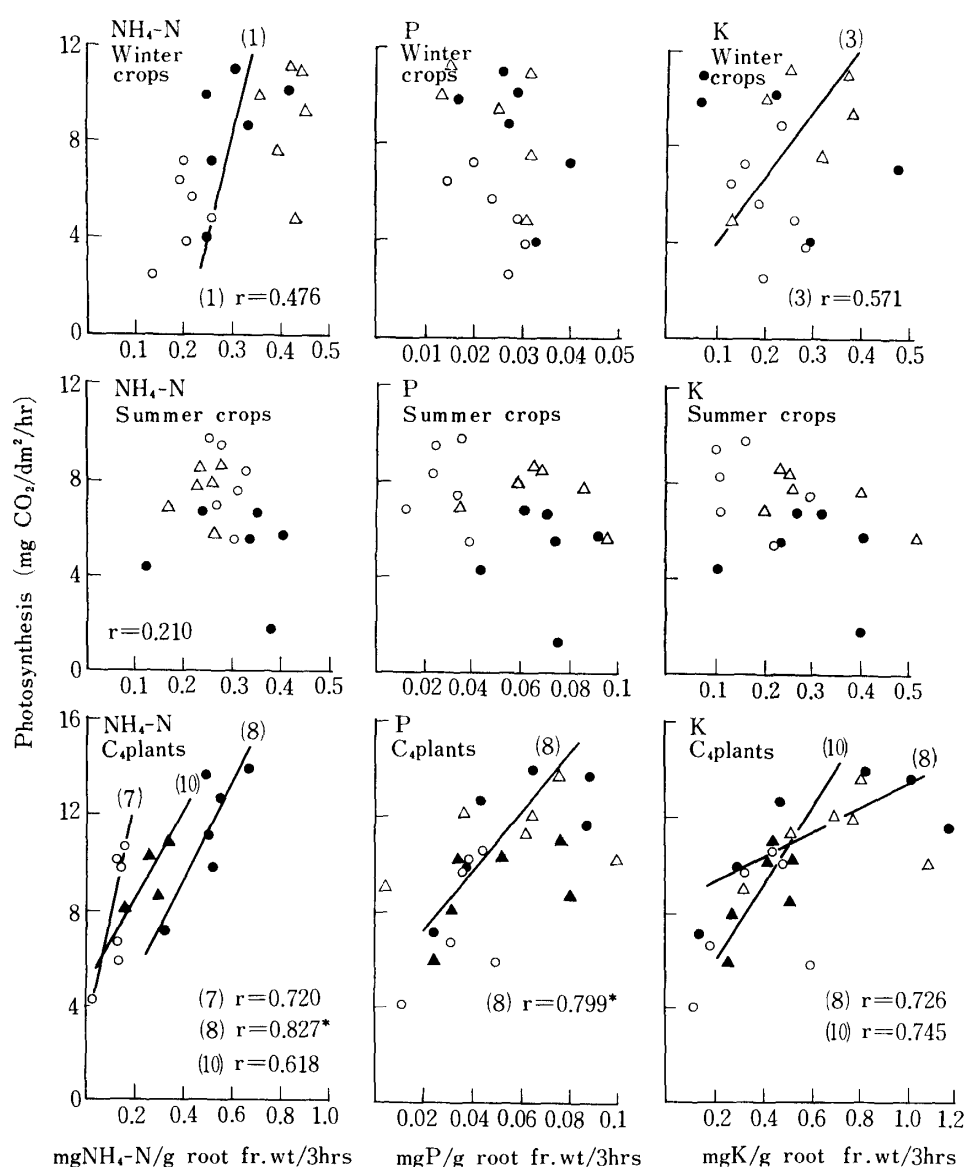 NH₄-N
Winter
crops
(1)
(1) r=0.476
P
Winter
crops
K
Winter
crops
(3)
(3) r=0.571
12
8
4
0
0.1 0.2 0.3 0.4 0.5
0.01 0.02 0.03 0.04 0.05
0.1 0.2 0.3 0.4 0.5
NH₄-N
Summer crops
r=0.210
P
Summer crops
K
Summer crops
12
8
4
0
0.1 0.2 0.3 0.4 0.5
0.02 0.04 0.06 0.08 0.1
0.1 0.2 0.3 0.4 0.5
Photosynthesis (mg CO₂/dm²/hr)
NH₄-N
C₄plants
(7)
(10)
(8)
(7) r=0.720
(8) r=0.827*
(10) r=0.618
P
C₄plants
(8)
(8) r=0.799*
K
C₄plants
(10)
(8)
(8) r=0.726
(10) r=0.745
16
12
8
4
0
0.2 0.4 0.6 0.8 1.0
0.02 0.04 0.06 0.08 0.1
0.2 0.4 0.6 0.8 1.0 1.2
mgNH₄-N/g root fr.wt/3hrs
mgP/g root fr.wt/3hrs
mgK/g root fr.wt/3hrs